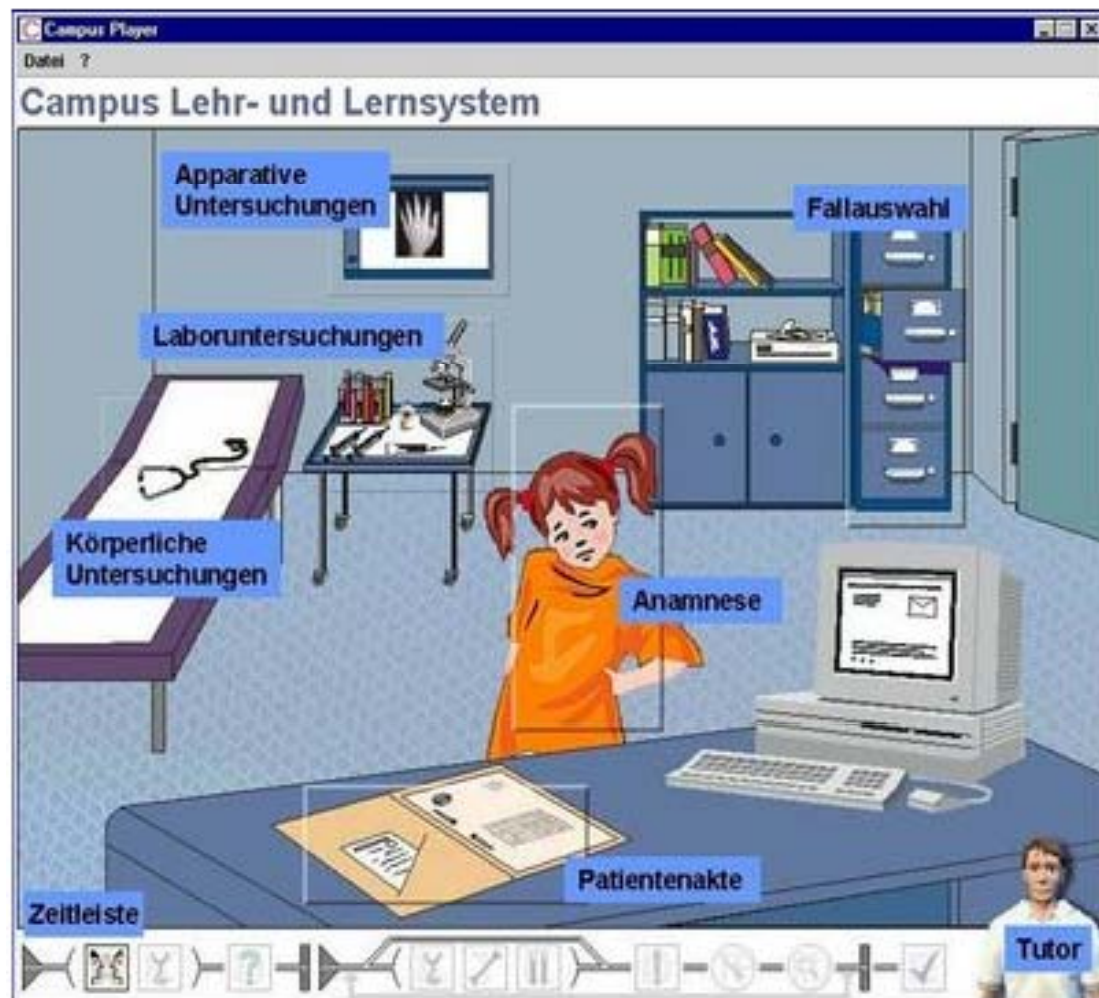 Campus Player
Datei ?
Campus Lehr- und Lernsystem
Apparative
Untersuchungen
Fallauswahl
Laboruntersuchungen
Körperliche
Untersuchungen
Anamnese
Patientenakte
Zeitleiste
?
Tutor